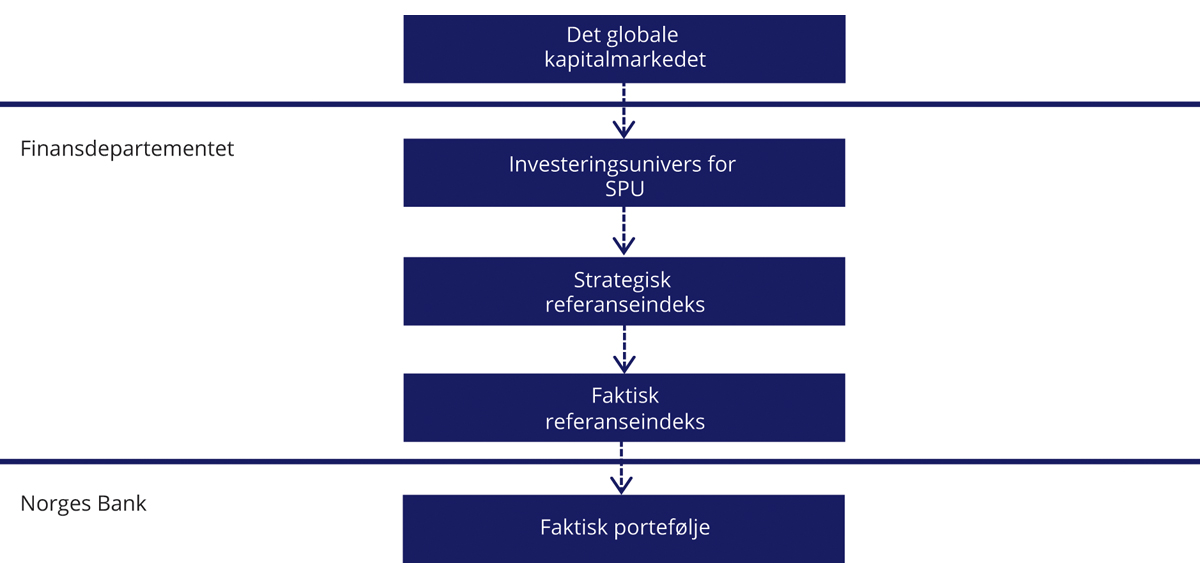 Det globale
kapitalmarkedet
Finansdepartementet
Investeringsunivers for
SPU
Strategisk
referanseindeks
Faktisk
referanseindeks
Norges Bank
Faktisk portefølje